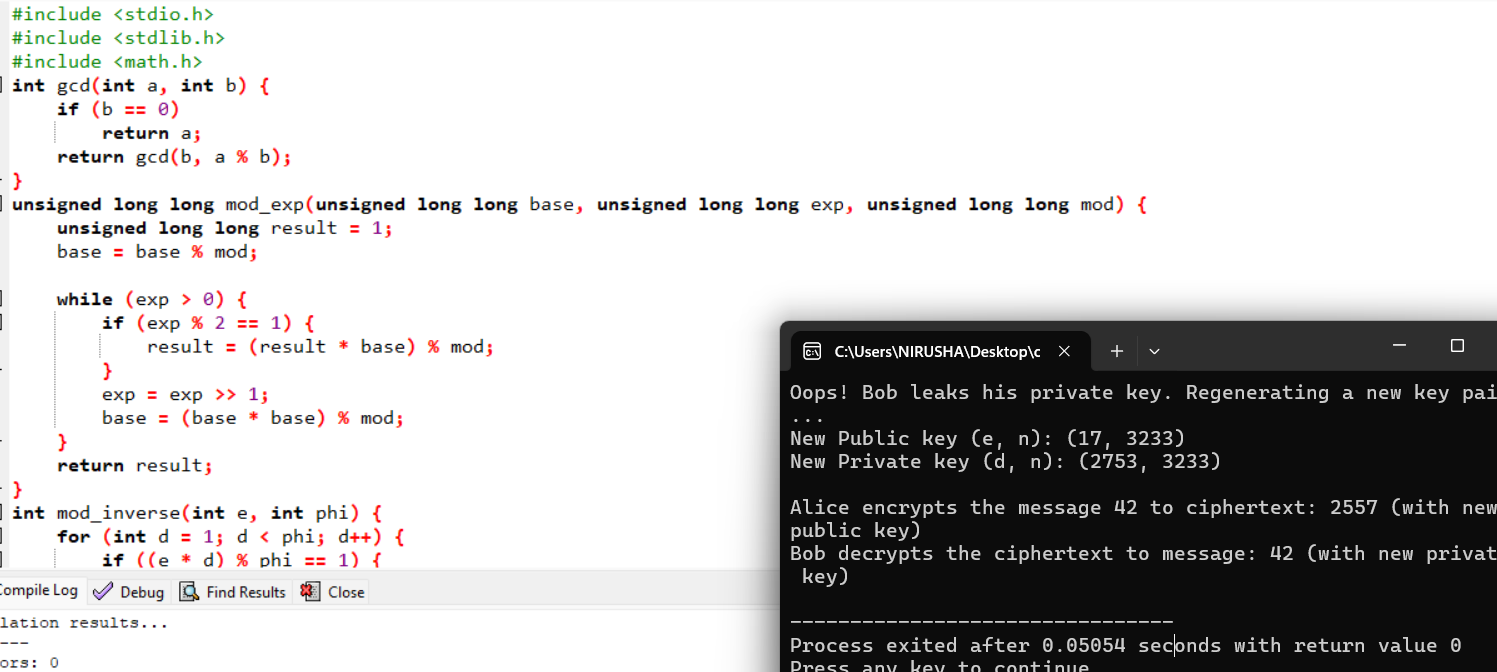 #include <stdio.h>
#include <stdlib.h>
#include <math.h>
int gcd(int a, int b) {
    if (b == 0)
        return a;
    return gcd(b, a % b);
}
unsigned long long mod_exp(unsigned long long base, unsigned long long exp, unsigned long long mod) {
    unsigned long long result = 1;
    base = base % mod;
    while (exp > 0) {
        if (exp % 2 == 1) {
            result = (result * base) % mod;
        }
        exp = exp >> 1;
        base = (base * base) % mod;
    }
    return result;
}
int mod_inverse(int e, int phi) {
    for (int d = 1; d < phi; d++) {
        if ((e * d) % phi == 1) {
C:\Users\NIRUSHA\Desktop\c
Oops! Bob leaks his private key. Regenerating a new key pai
...
New Public key (e, n): (17, 3233)
New Private key (d, n): (2753, 3233)
Alice encrypts the message 42 to ciphertext: 2557 (with new
public key)
Bob decrypts the ciphertext to message: 42 (with new privat
 key)
--------------------------------
Process exited after 0.05054 seconds with return value 0
Press any key to continue
ompile Log Debug Find Results Close
lation results...
---
ors: 0